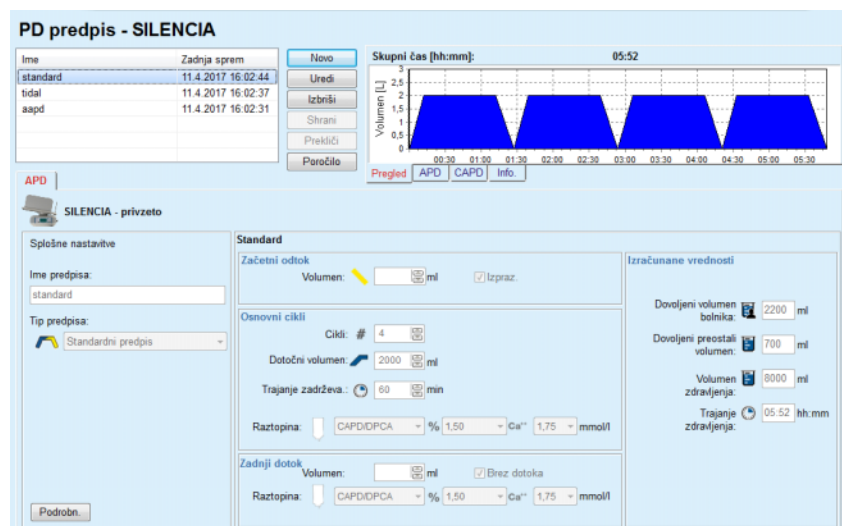 PD predpis - SILENCIA
Ime Zadnja sprem
standard 11.4.2017 16:02:44
tidal 11.4.2017 16:02:37
aapd 11.4.2017 16:02:31
Novo
Uredi
Izbriši
Shrani
Prekliči
Poročilo
Skupni čas [hh:mm]: 05:52
Volumen [L]
3
2,5
2
1,5
1
0,5
0
00:30 01:00 01:30 02:00 02:30 03:00 03:30 04:00 04:30 05:00 05:30
Pregled APD CAPD Info.
APD
SILENCIA - privzeto
Splošne nastavitve
Ime predpisa:
standard
Tip predpisa:
Standardni predpis
Podrobn.
Standard
Začetni odtok
Volumen: ml Izpraz.
Osnovni cikli
Cikli: # 4
Dotočni volumen: 2000 ml
Trajanje zadrževa.: 60 min
Raztopina: CAPD/DPCA % 1,50 Ca++ 1,75 mmol/l
Zadnji dotok
Volumen: ml Brez dotoka
Raztopina: CAPD/DPCA % 1,50 Ca++ 1,75 mmol/l
Izračunane vrednosti
Dovoljeni volumen
bolnika: 2200 ml
Dovoljeni preostali
volumen: 700 ml
Volumen
zdravljenja: 8000 ml
Trajanje
zdravljenja: 05:52 hh:mm